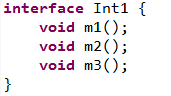 interface Int1 {
    void m1();
    void m2();
    void m3();
}